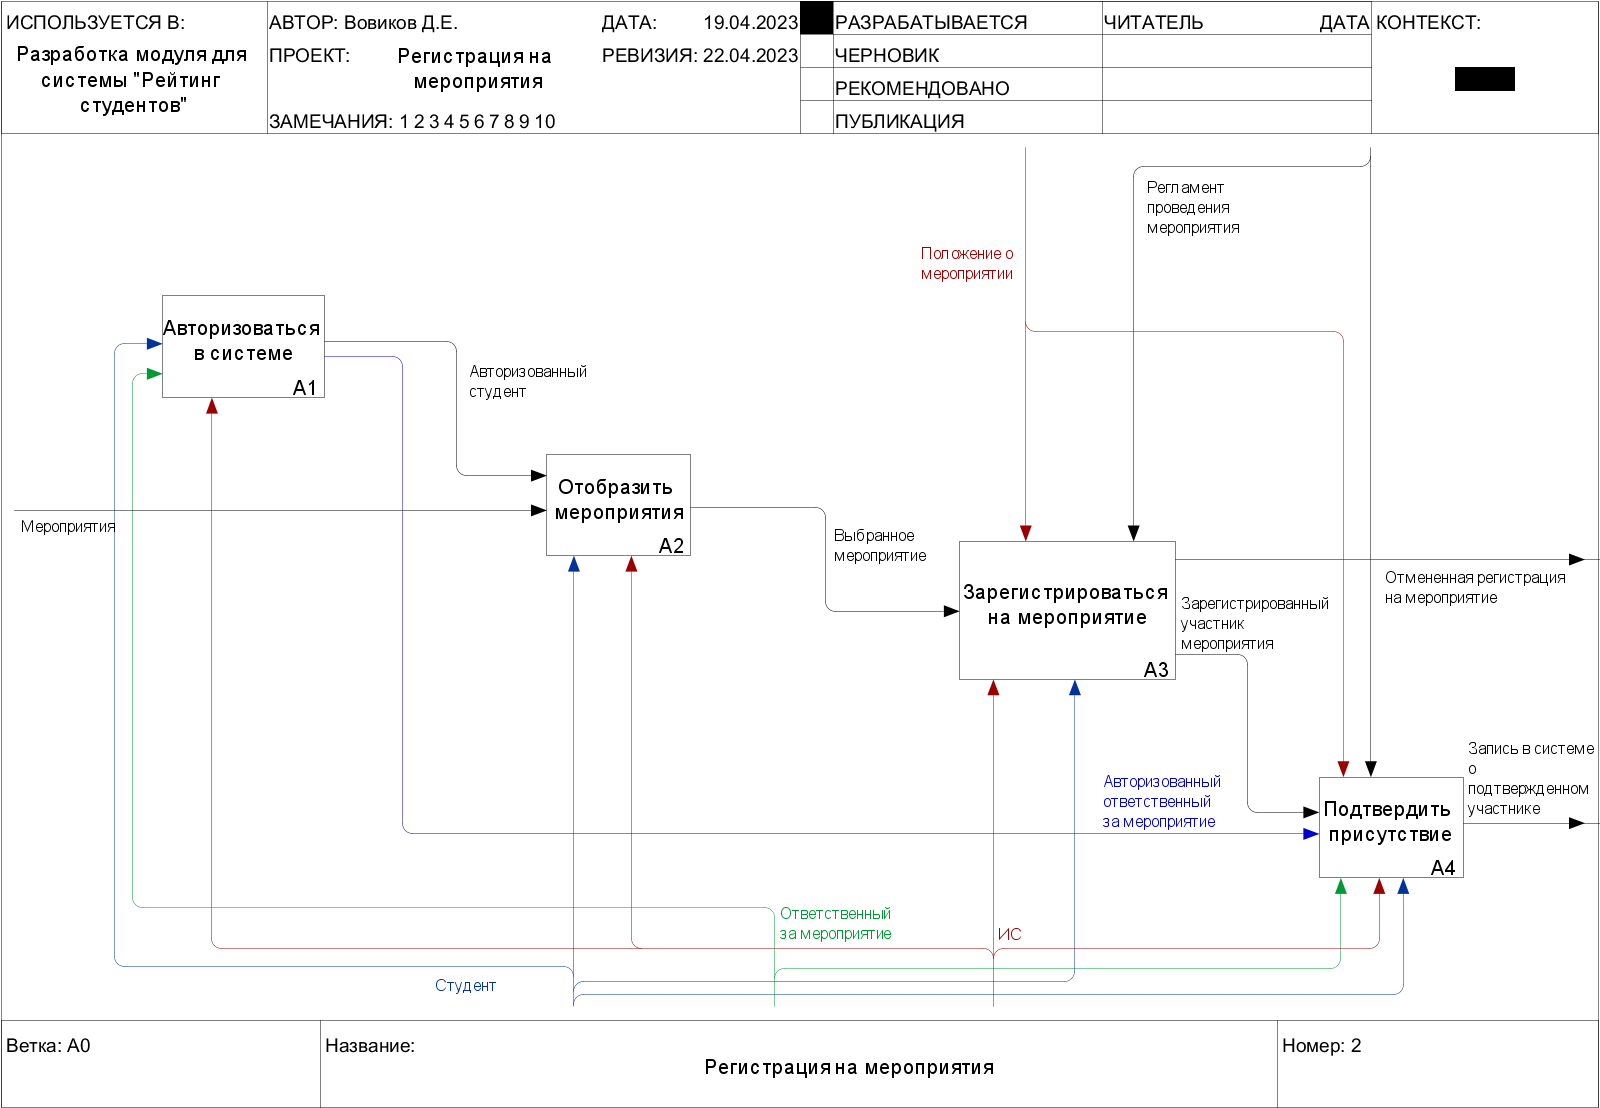 ИСПОЛЬЗУЕТСЯ В:
Разработка модуля для
системы "Рейтинг
студентов"
АВТОР: Вовиков Д.Е.
ДАТА: 19.04.2023
ПРОЕКТ: Регистрация на
мероприятия
РЕВИЗИЯ: 22.04.2023
ЗАМЕЧАНИЯ: 1 2 3 4 5 6 7 8 9 10
РАЗРАБАТЫВАЕТСЯ
ЧЕРНОВИК
РЕКОМЕНДОВАНО
ПУБЛИКАЦИЯ
ЧИТАТЕЛЬ
ДАТА
КОНТЕКСТ:
Регламент
проведения
мероприятия
Положение о
мероприятии
Авторизоваться
в системе
A1
Авторизованный
студент
Отобразить
мероприятия
A2
Мероприятия
Выбранное
мероприятие
Зарегистрироваться
на мероприятие
A3
Отмененная регистрация
на мероприятие
Зарегистрированный
участник
мероприятия
Авторизованный
ответственный
за мероприятие
Запись в системе
о
подтвержденном
участнике
Подтвердить
присутствие
A4
Ответственный
за мероприятие
ИС
Студент
Ветка: A0
Название:
Регистрация на мероприятия
Номер: 2